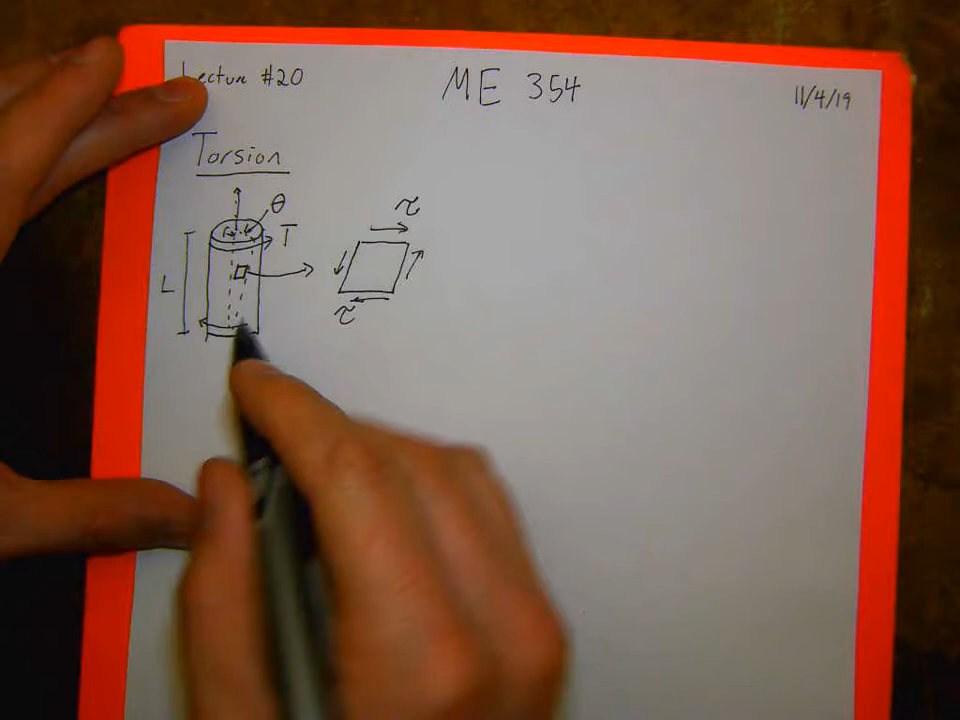 Lecture #20
ME 354
11/4/19
Torsion
θ
T
L
τ
τ